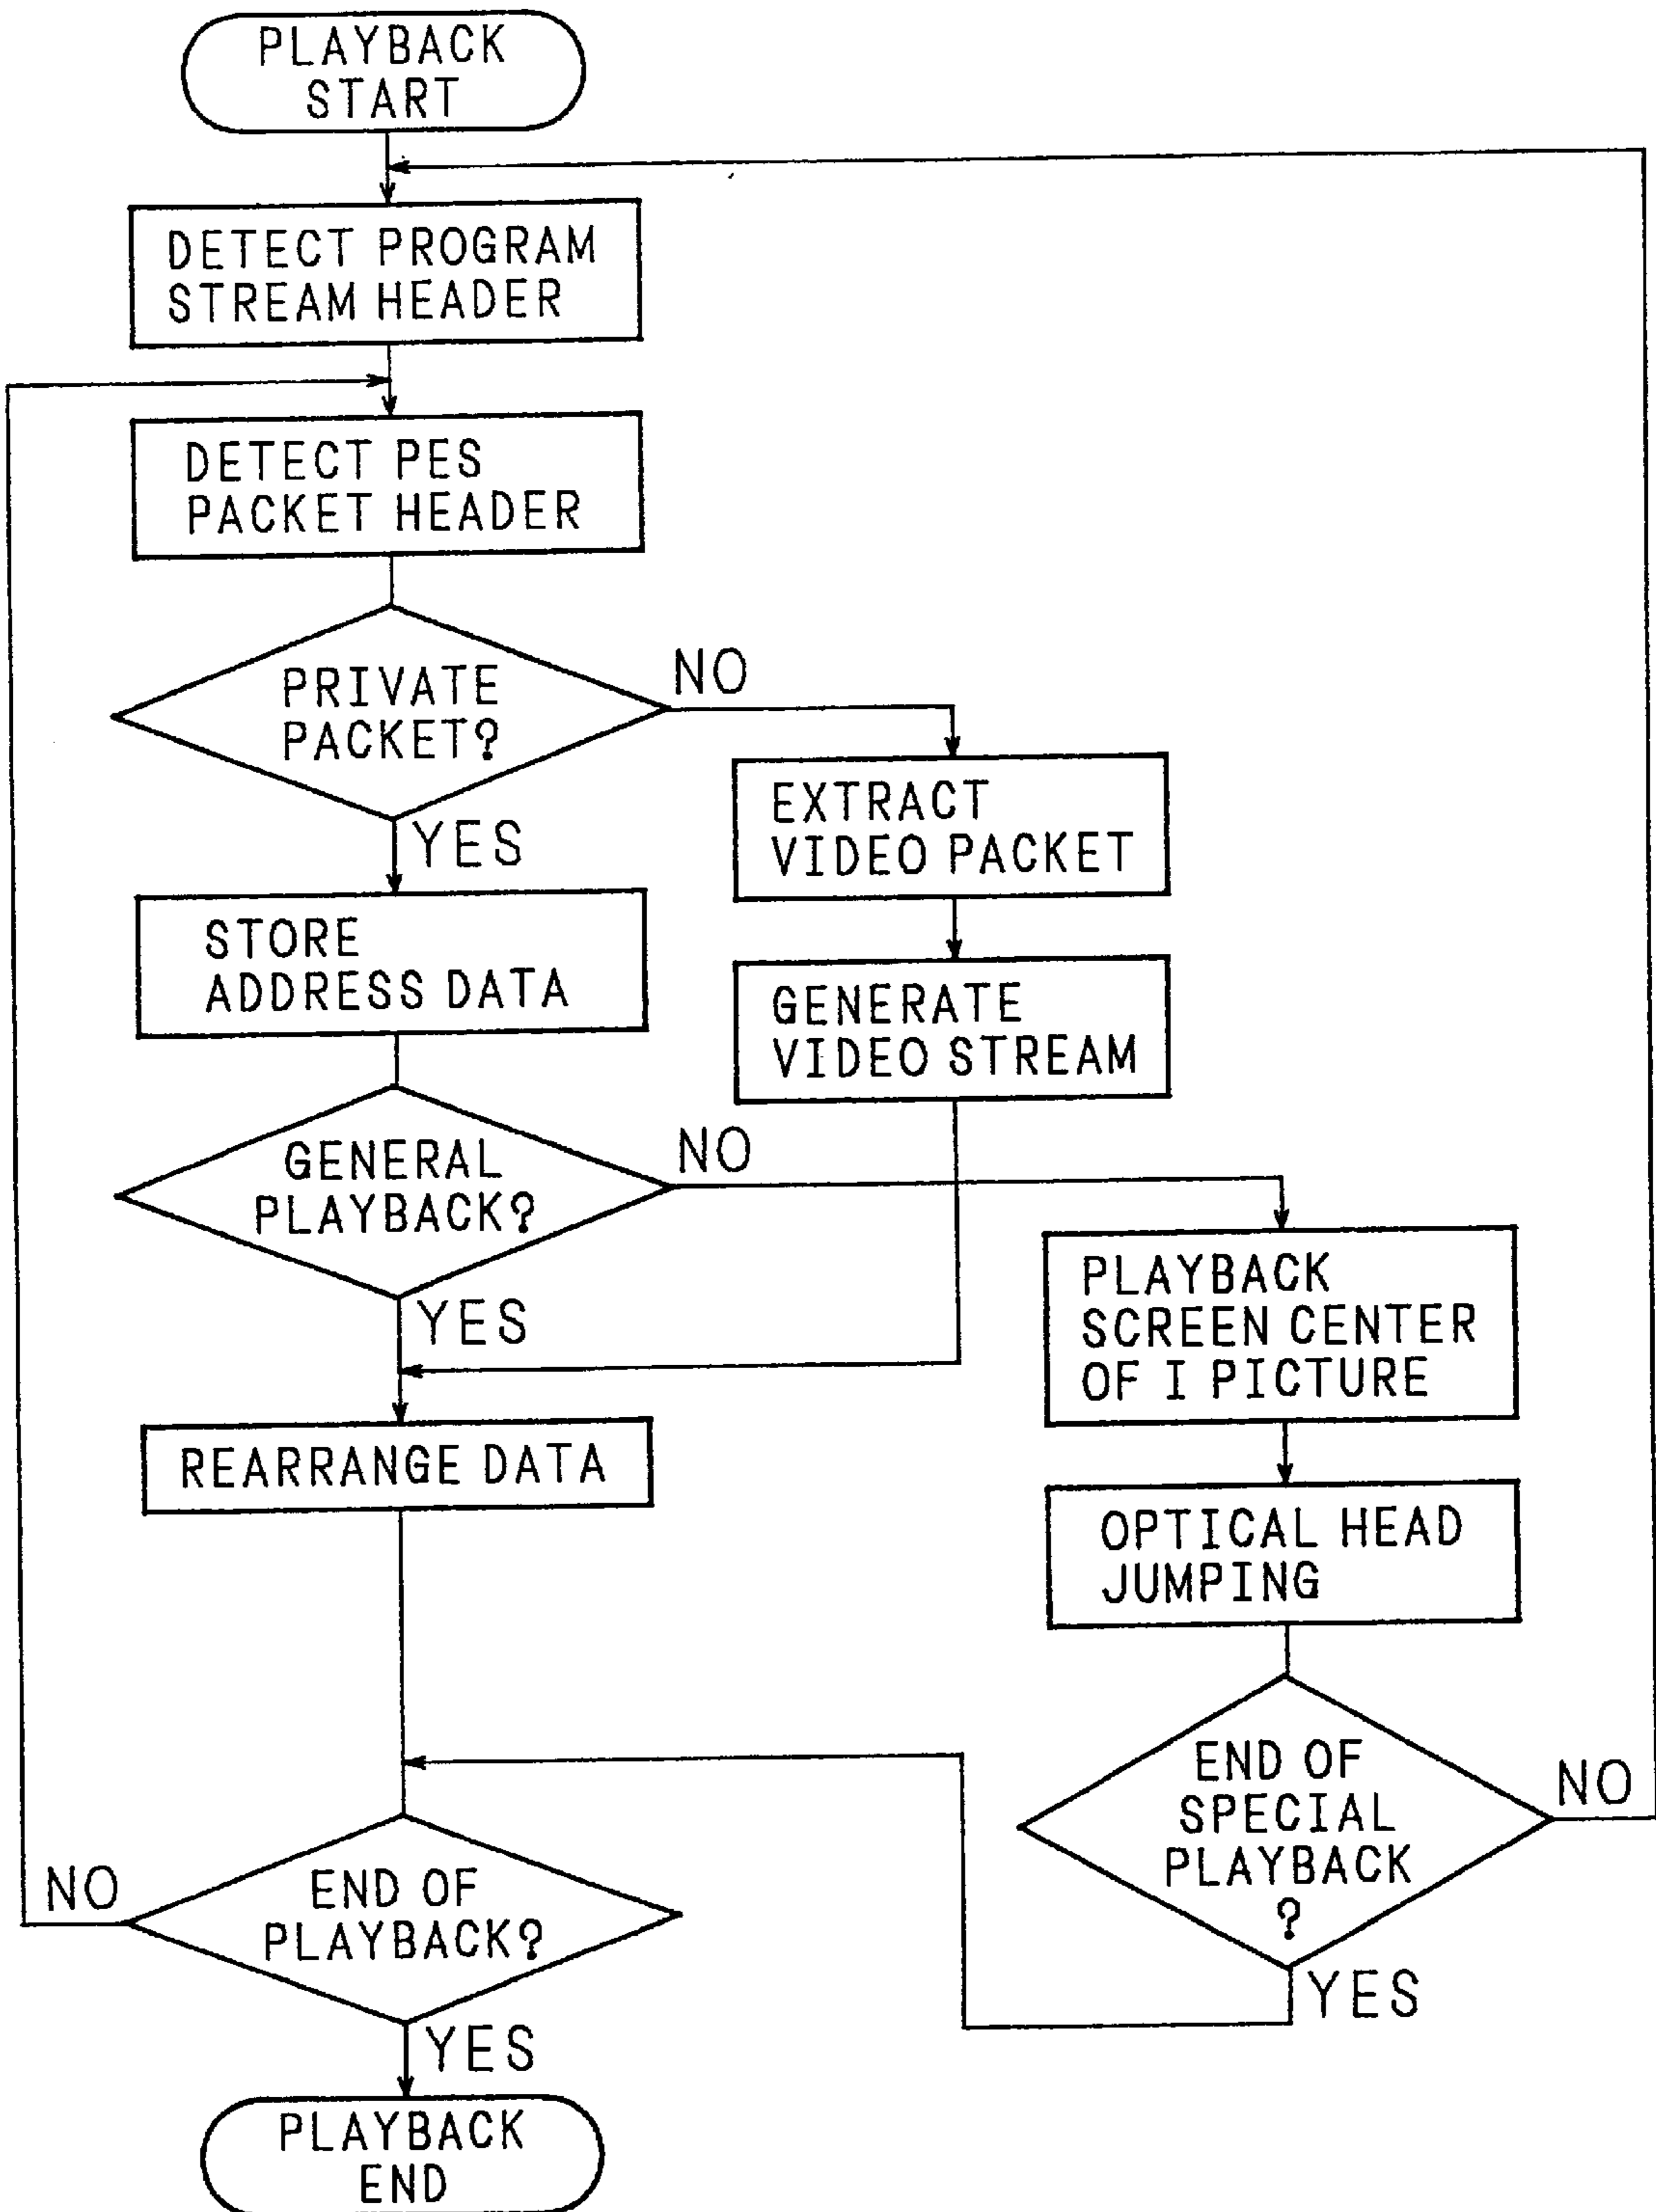 PLAYBACK
START
DETECT PROGRAM
STREAM HEADER
DETECT PES
PACKET HEADER
PRIVATE
PACKET?
NO
YES
EXTRACT
VIDEO PACKET
STORE
ADDRESS DATA
GENERATE
VIDEO STREAM
GENERAL
PLAYBACK?
NO
YES
PLAYBACK
SCREEN CENTER
OF I PICTURE
REARRANGE DATA
OPTICAL HEAD
JUMPING
END OF
SPECIAL
PLAYBACK
?
NO
YES
END OF
PLAYBACK?
NO
YES
PLAYBACK
END